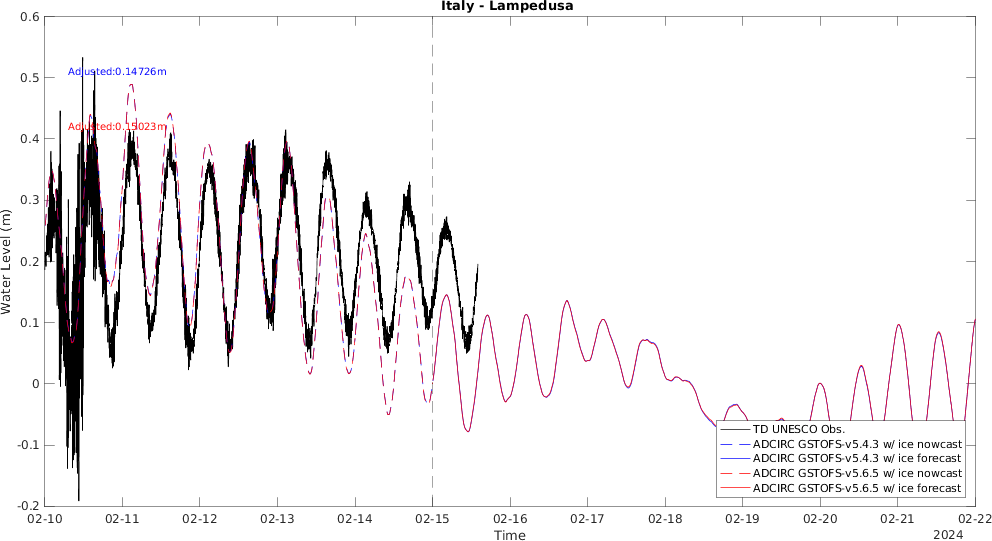 Italy - Lampedusa
Water Level (m)
0.6
0.5
0.4
0.3
0.2
0.1
0
-0.1
-0.2
Adjusted:0.14726m
Adjusted:0.15023m
TD UNESCO Obs.
ADCIRC GSTOFS-v5.4.3 w/ ice nowcast
ADCIRC GSTOFS-v5.4.3 w/ ice forecast
ADCIRC GSTOFS-v5.6.5 w/ ice nowcast
ADCIRC GSTOFS-v5.6.5 w/ ice forecast
02-10 02-11 02-12 02-13 02-14 02-15 02-16 02-17 02-18 02-19 02-20 02-21 02-22
Time
2024